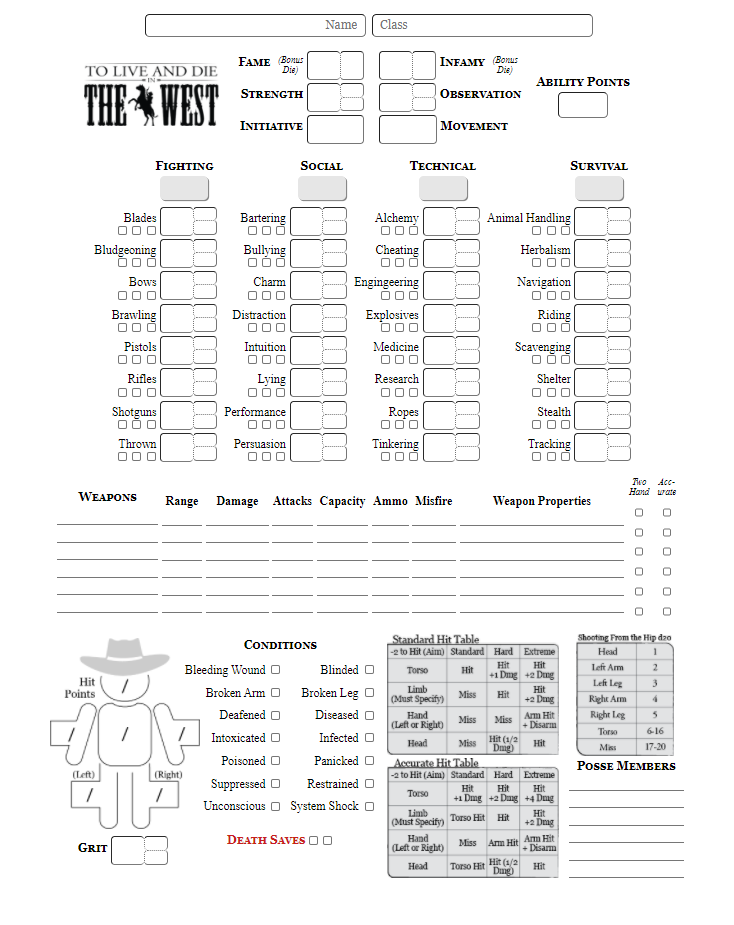 Name Class
TO LIVE AND DIE
IN
THE WEST
FAME (Bonus Die) INFAMY (Bonus Die)
STRENGTH OBSERVATION ABILITY POINTS
INITIATIVE MOVEMENT
FIGHTING SOCIAL TECHNICAL SURVIVAL
Blades Bartering Alchemy Animal Handling
Bludgeoning Bullying Cheating Herbalism
Bows Charm Engingeering Navigation
Brawling Distraction Explosives Riding
Pistols Intuition Medicine Scavenging
Rifles Lying Research Shelter
Shotguns Performance Ropes Stealth
Thrown Persuasion Tinkering Tracking
WEAPONS Range Damage Attacks Capacity Ammo Misfire Weapon Properties Two Hand Acc-urate
Hit Points
/
/ / /
(Left) (Right)
/ /
GRIT
CONDITIONS
Bleeding Wound Blinded
Broken Arm Broken Leg
Deafened Diseased
Intoxicated Infected
Poisoned Panicked
Suppressed Restrained
Unconscious System Shock
DEATH SAVES
Standard Hit Table
-2 to Hit (Aim) Standard Hard Extreme
Torso Hit Hit +1 Dmg Hit +2 Dmg
Limb (Must Specify) Miss Hit Hit +2 Dmg
Hand (Left or Right) Miss Miss Arm Hit + Disarm
Head Miss Hit (1/2 Dmg) Hit
Accurate Hit Table
-2 to Hit (Aim) Standard Hard Extreme
Torso Hit +1 Dmg Hit +2 Dmg Hit +4 Dmg
Limb (Must Specify) Torso Hit Hit Hit +2 Dmg
Hand (Left or Right) Miss Arm Hit Arm Hit + Disarm
Head Torso Hit Hit (1/2 Dmg) Hit
Shooting From the Hip d20
Head 1
Left Arm 2
Left Leg 3
Right Arm 4
Right Leg 5
Torso 6-16
Miss 17-20
POSSE MEMBERS